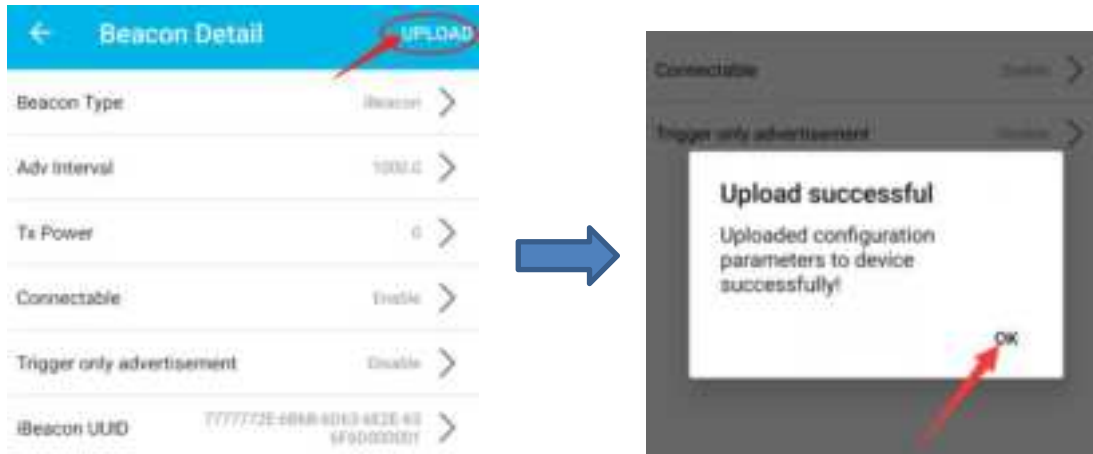 Beacon Detail
UPLOAD
Beacon Type
iBeacon
Adv Interval
1000.0
Tx Power
0
Connectable
Enable
Trigger only advertisement
Disable
iBeacon UUID
Connectable
Enable
Trigger only advertisement
Disable
Upload successful
Uploaded configuration
parameters to device
successfully!
OK